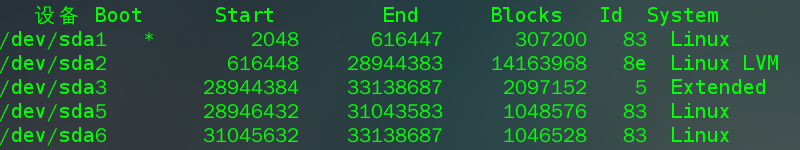 设备 Boot      Start         End      Blocks   Id  System
/dev/sda1   *        2048      616447      307200   83  Linux
/dev/sda2          616448    28944383    14163968   8e  Linux LVM
/dev/sda3        28944384    33138687     2097152    5  Extended
/dev/sda5        28946432    31043583     1048576   83  Linux
/dev/sda6        31045632    33138687     1046528   83  Linux